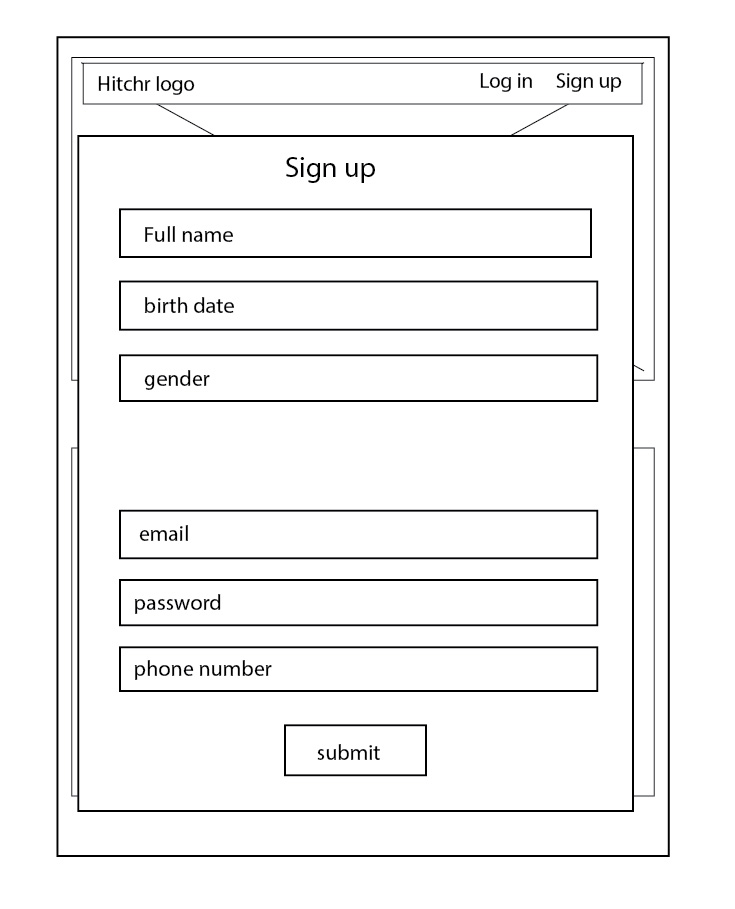 Hitchr logo
Log in
Sign up
Sign up
Full name
birth date
gender
email
password
phone number
submit